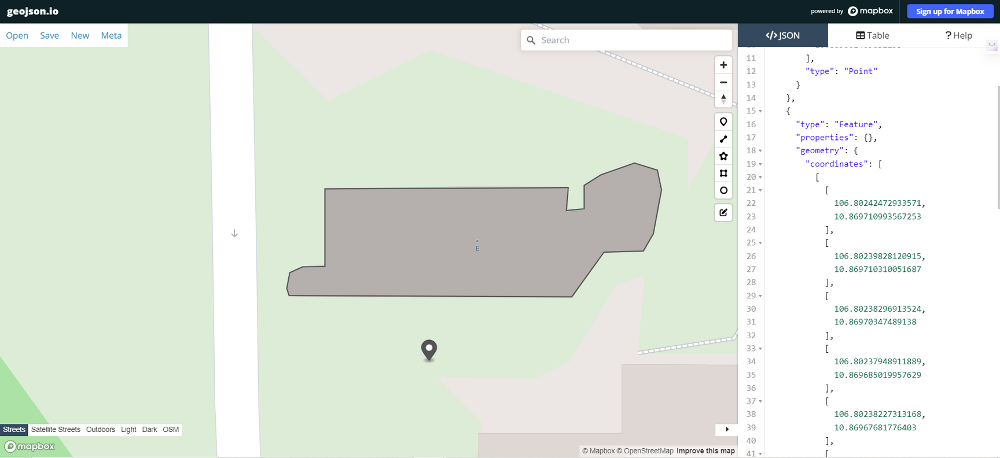 geojson.io
powered by mapbox
Sign up for Mapbox
Open Save New Meta
Search
</> JSON
Table
? Help
11 ],
12 "type": "Point"
13 }
14 },
15 {
16 "type": "Feature",
17 "properties": {},
18 "geometry": {
19 "coordinates": [
20 [
21 [
22 106.80242472933571,
23 10.869710993567253
24 ],
25 [
26 106.80239828120915,
27 10.869710310051687
28 ],
29 [
30 106.80238296913524,
31 10.86970347489138
32 ],
33 [
34 106.80237948911889,
35 10.869685019957629
36 ],
37 [
38 106.80238227313168,
39 10.86967681776403
40 ],
41 [
E
Streets Satellite Streets Outdoors Light Dark OSM
mapbox
© Mapbox © OpenStreetMap Improve this map